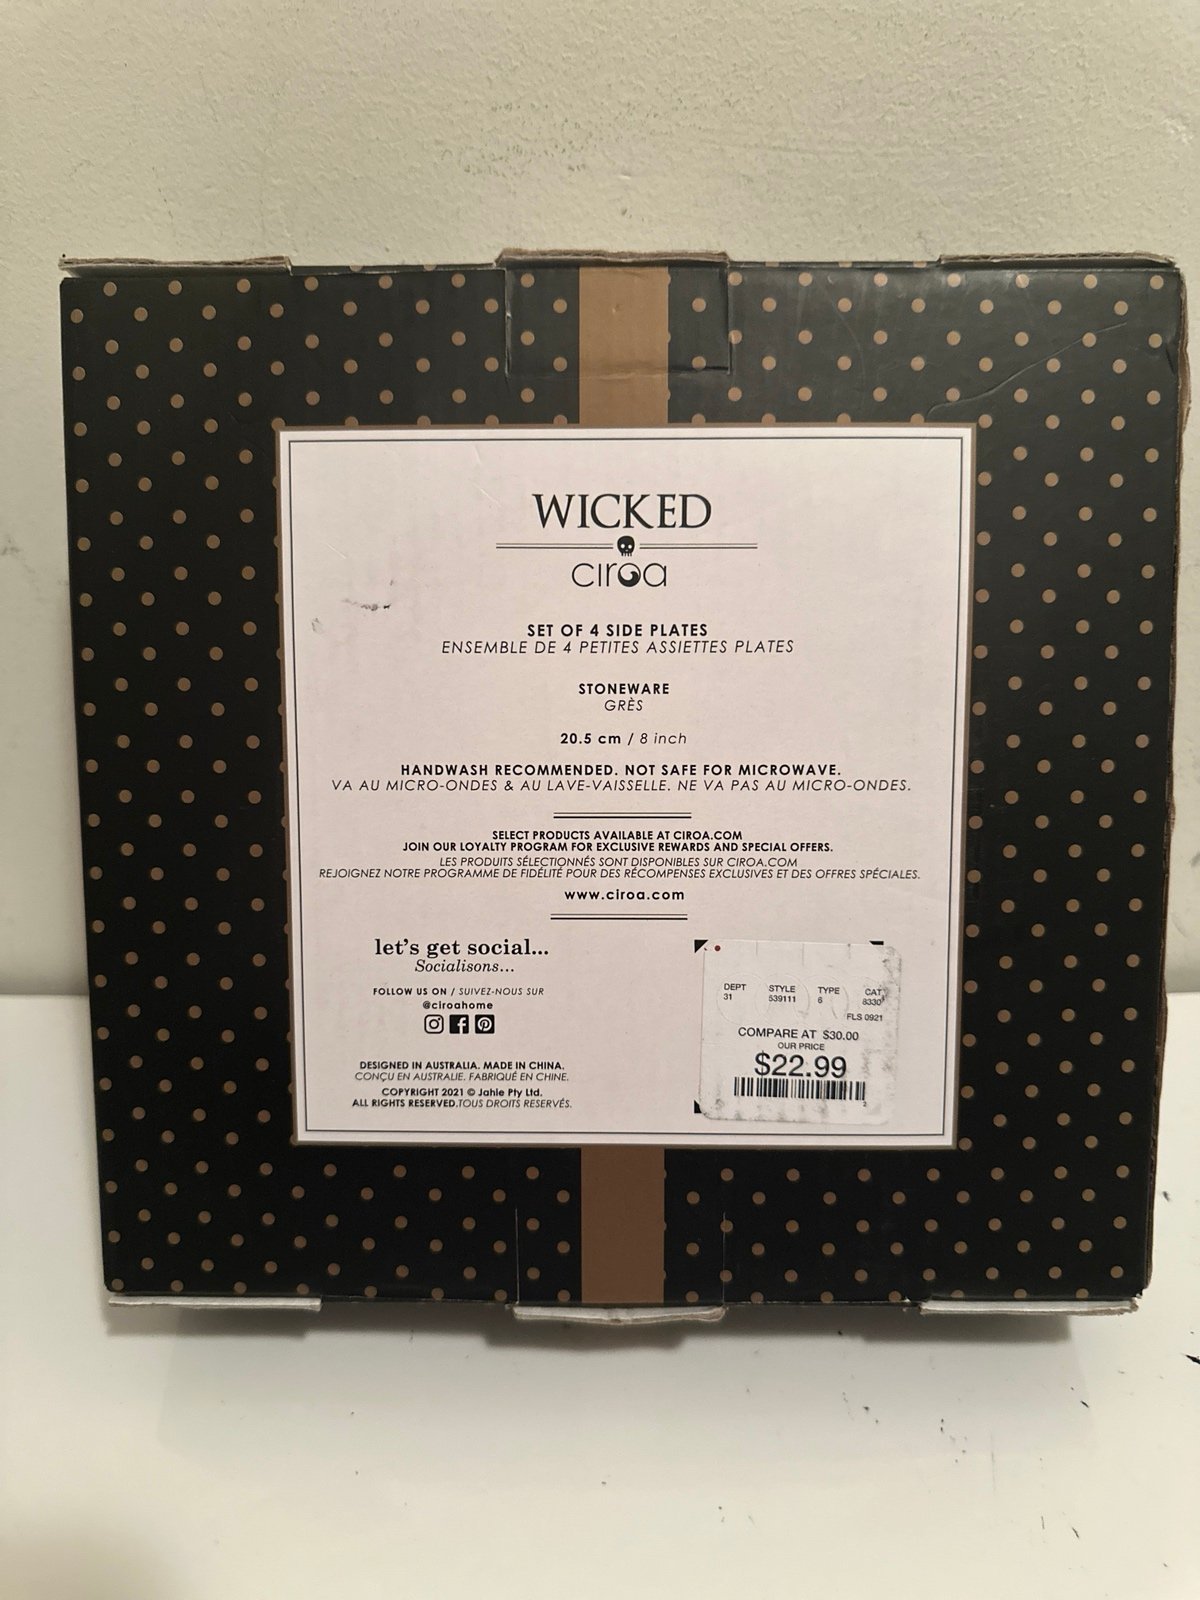 WICKED
ciroa
SET OF 4 SIDE PLATES
ENSEMBLE DE 4 PETITES ASSIETTES PLATES
STONEWARE
GRÈS
20.5 cm / 8 inch
HANDWASH RECOMMENDED. NOT SAFE FOR MICROWAVE.
VA AU MICRO-ONDES & AU LAVE-VAISSELLE. NE VA PAS AU MICRO-ONDES.
SELECT PRODUCTS AVAILABLE AT CIROA.COM
JOIN OUR LOYALTY PROGRAM FOR EXCLUSIVE REWARDS AND SPECIAL OFFERS.
LES PRODUITS SÉLECTIONNÉS SONT DISPONIBLES SUR CIROA.COM
REJOIGNEZ NOTRE PROGRAMME DE FIDÉLITÉ POUR DES RÉCOMPENSES EXCLUSIVES ET DES OFFRES SPÉCIALES.
www.ciroa.com
let's get social...
Socialisons...
FOLLOW US ON / SUIVEZ-NOUS SUR
@ciroahome
DESIGNED IN AUSTRALIA. MADE IN CHINA.
CONÇU EN AUSTRALIE. FABRIQUÉ EN CHINE.
COPYRIGHT 2021 © Jahle Pty Ltd.
ALL RIGHTS RESERVED.TOUS DROITS RESERVÉS.
DEPT STYLE TYPE CAT
31 539111 6 8330
FLS 0921
COMPARE AT $30.00
OUR PRICE
$22.99
2